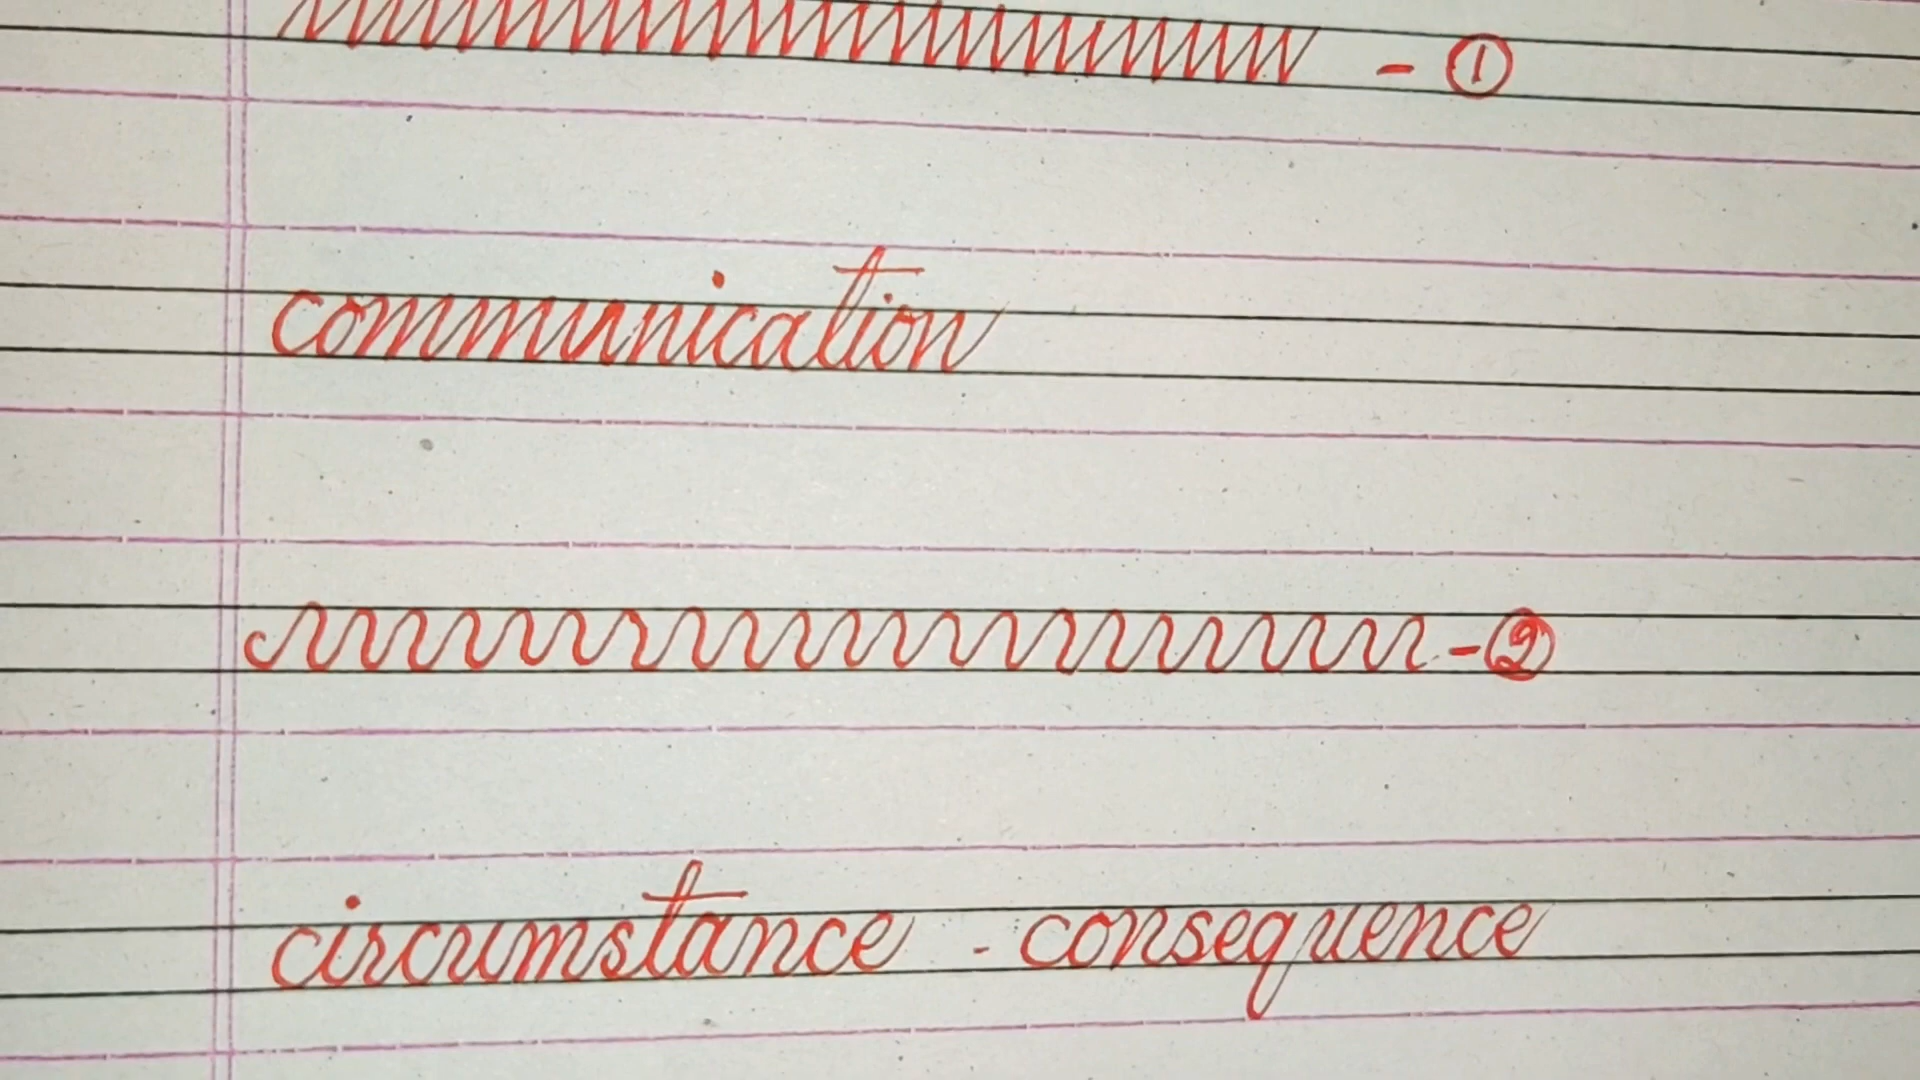 - 1
communication
- 2
circumstance - consequence